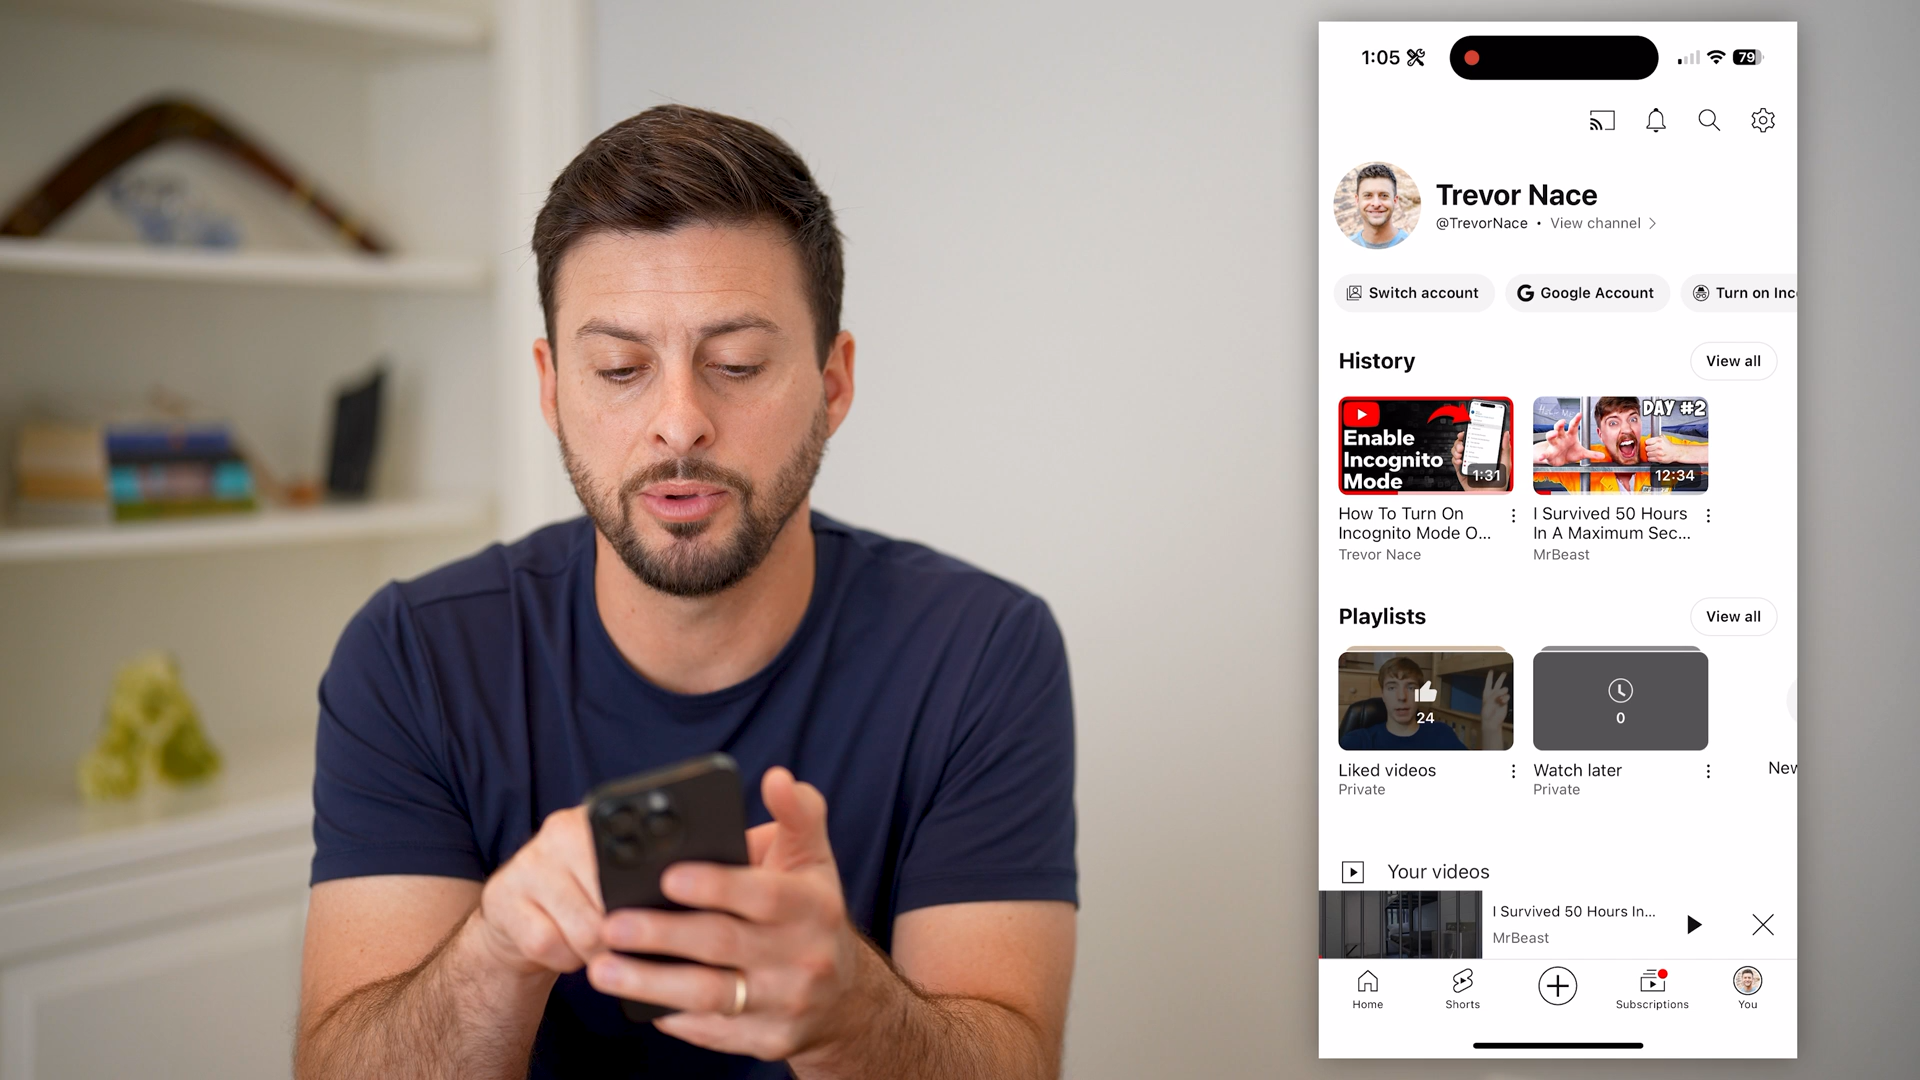 1:05
79
Trevor Nace
@TrevorNace • View channel
Switch account
Google Account
Turn on Inc
History
View all
Enable
Incognito
Mode
1:31
DAY #2
12:34
How To Turn On
Incognito Mode O...
Trevor Nace
I Survived 50 Hours
In A Maximum Sec...
MrBeast
Playlists
View all
24
0
Liked videos
Private
Watch later
Private
New
Your videos
I Survived 50 Hours In...
MrBeast
Home
Shorts
Subscriptions
You